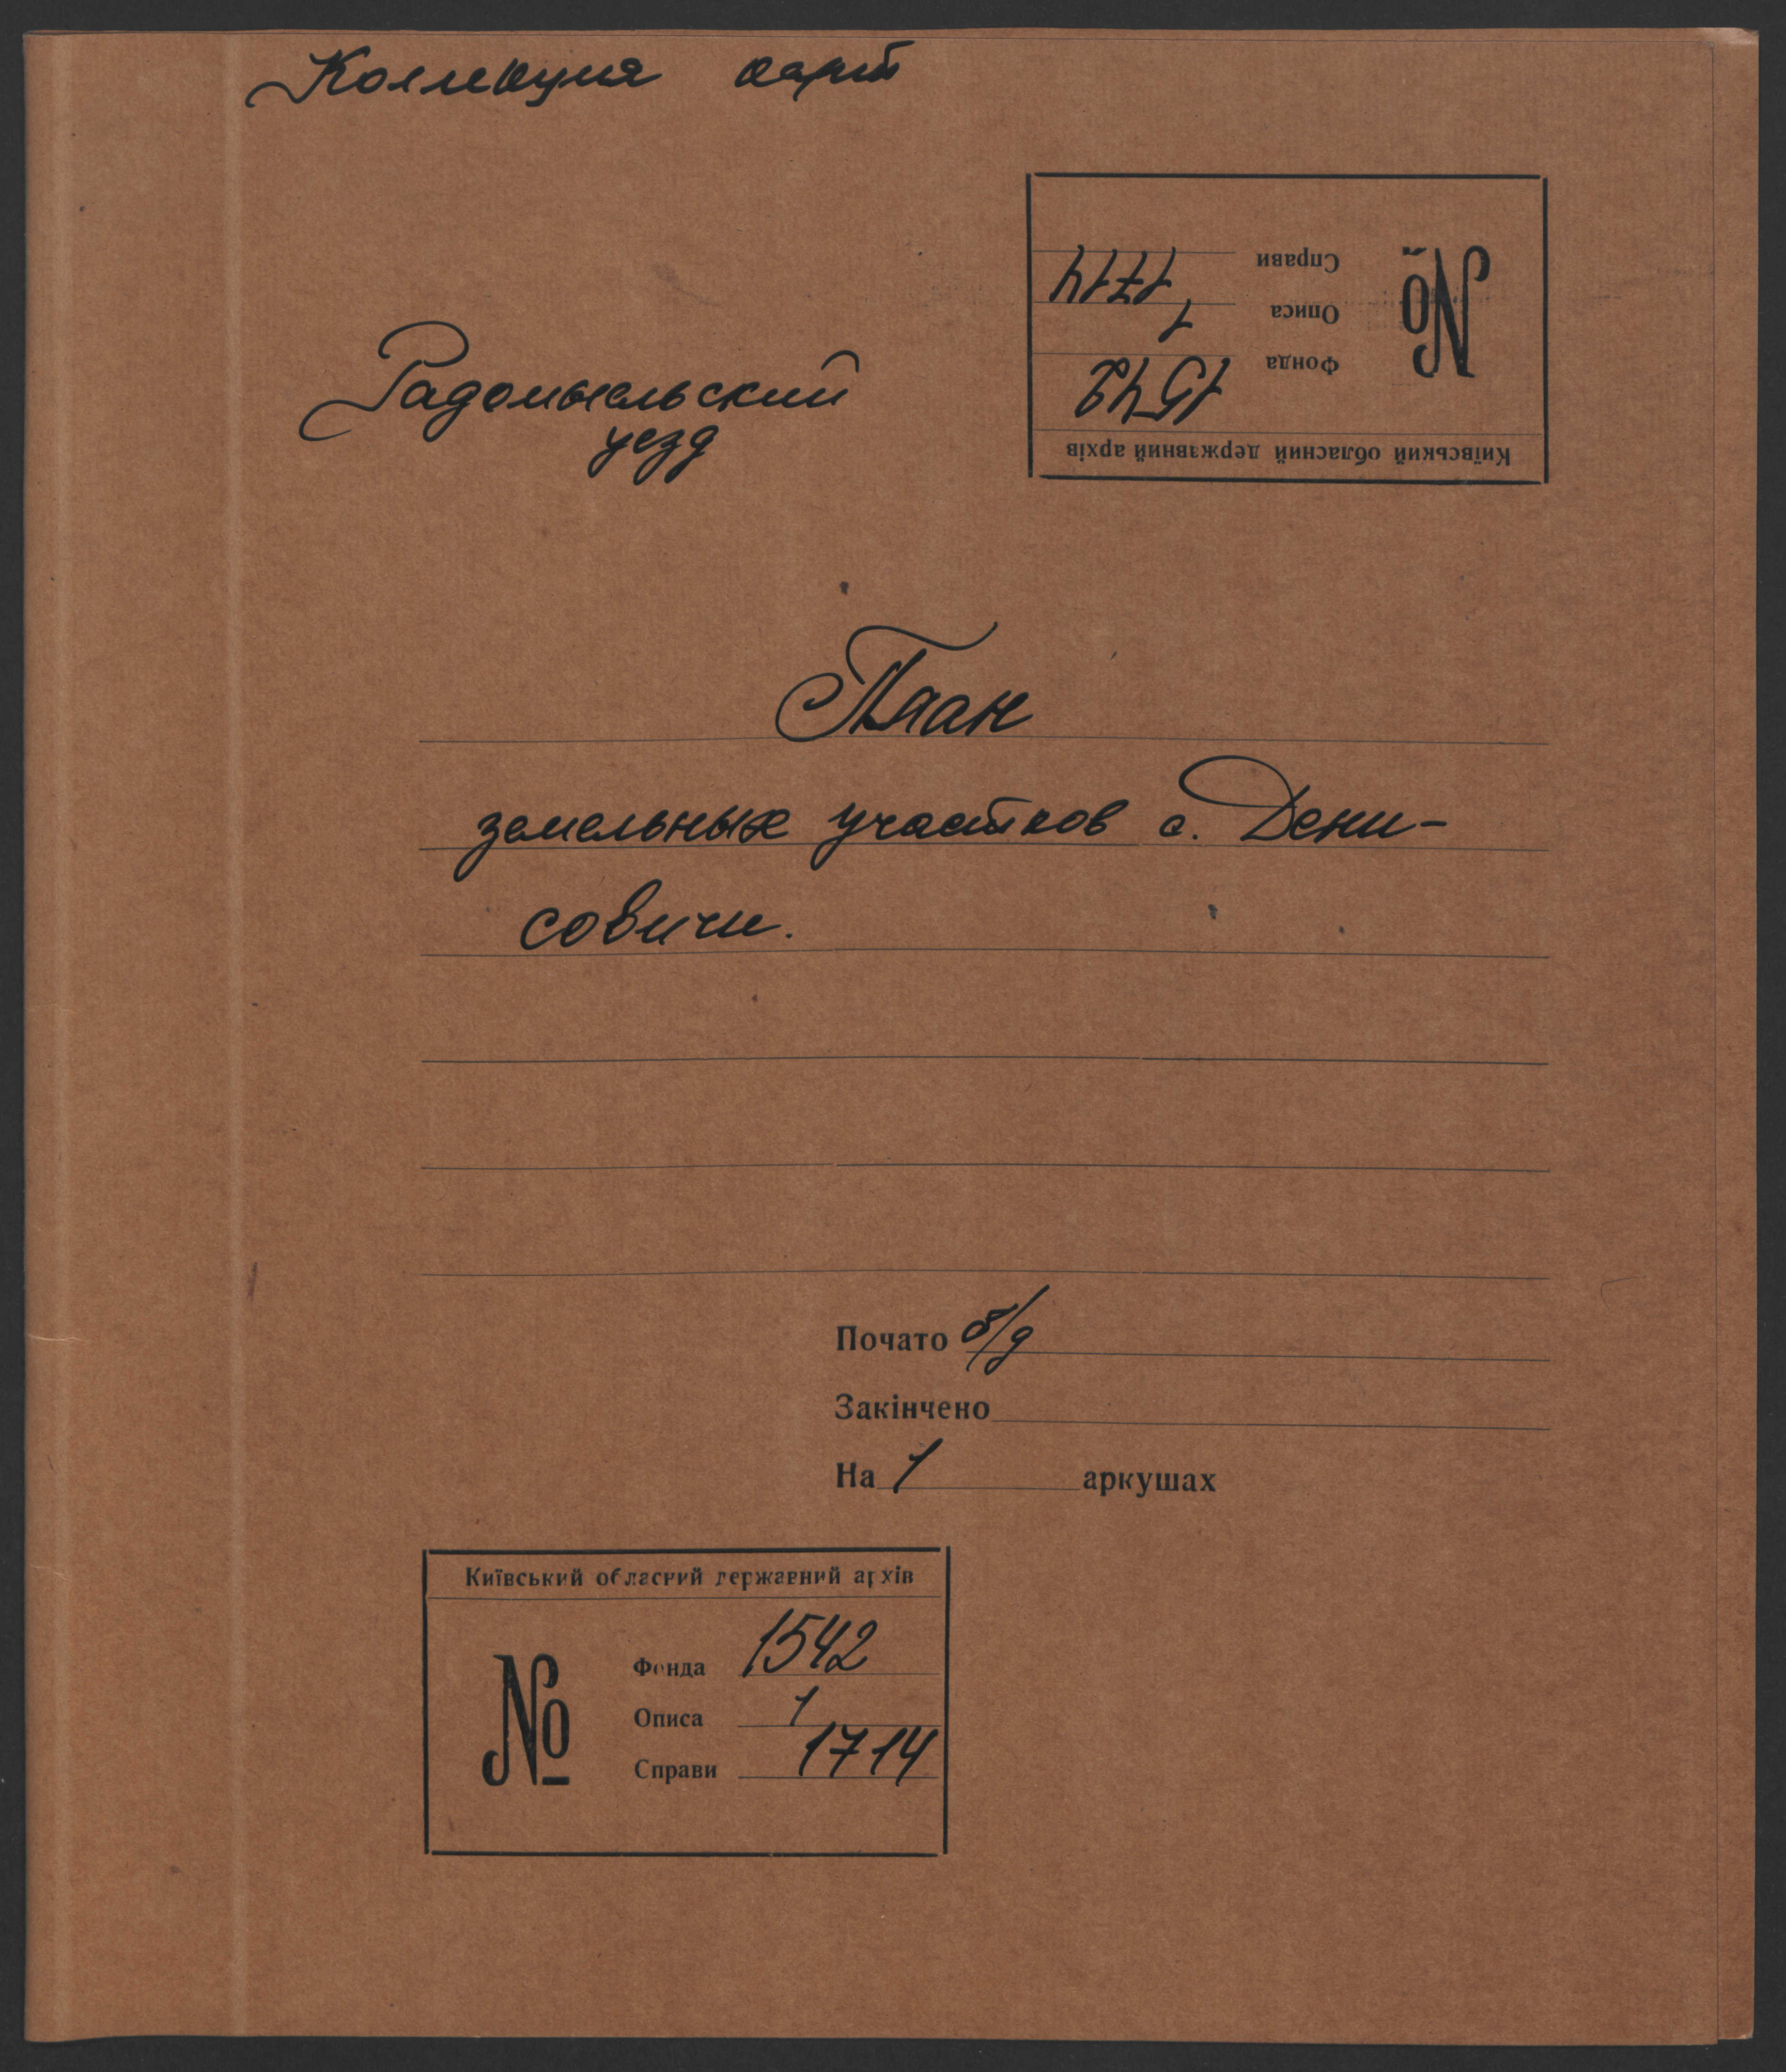 Коллекция карт
Справи 1714
Описа 1
Фонда 1542
№
Київський обласний державний архів
Радомысльский
уезд
План
земельных участков с. Дени-
совичи.
Почато б/д
Закінчено
На 1 аркушах
Київський обласний державний архів
№
Фонда 1542
Описа 1
Справи 1714